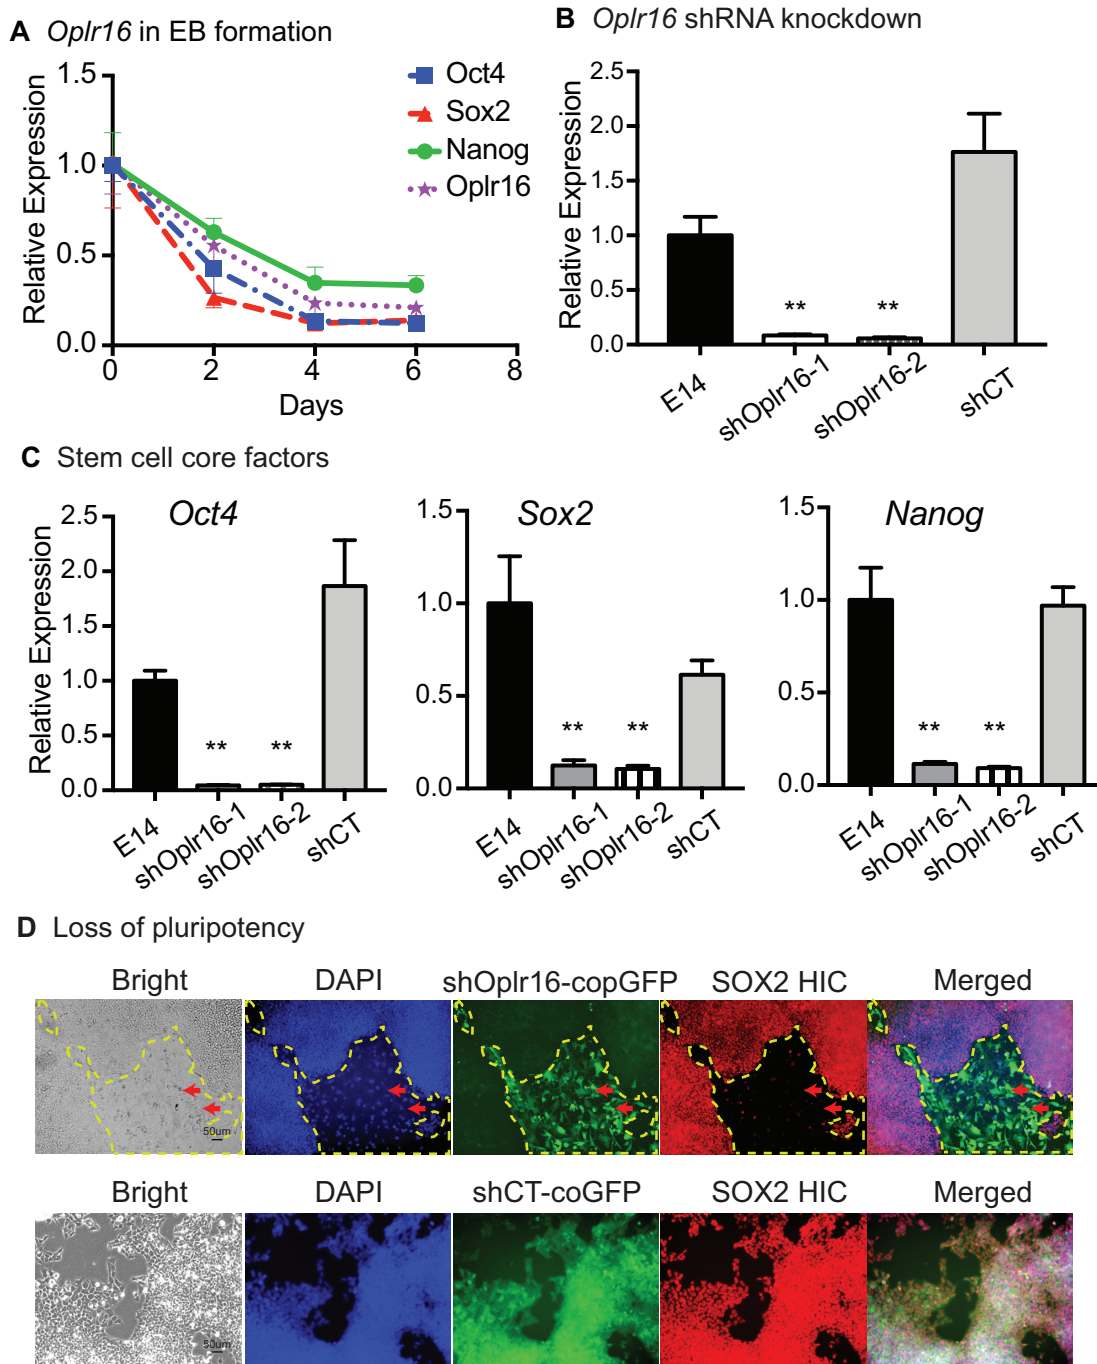 A Oplr16 in EB formation
1.5
1.0
0.5
0.0
Relative Expression
0 2 4 6 8
Days
Oct4
Sox2
Nanog
Oplr16
B Oplr16 shRNA knockdown
2.5
2.0
1.5
1.0
0.5
0.0
Relative Expression
** **
E14 shOplr16-1 shOplr16-2 shCT
C Stem cell core factors
Oct4
2.5
2.0
1.5
1.0
0.5
0.0
Relative Expression
** **
E14 shOplr16-1 shOplr16-2 shCT
Sox2
1.5
1.0
0.5
0.0
** **
E14 shOplr16-1 shOplr16-2 shCT
Nanog
1.5
1.0
0.5
0.0
** **
E14 shOplr16-1 shOplr16-2 shCT
D Loss of pluripotency
Bright DAPI shOplr16-copGFP SOX2 HIC Merged
50um
Bright DAPI shCT-coGFP SOX2 HIC Merged
50um